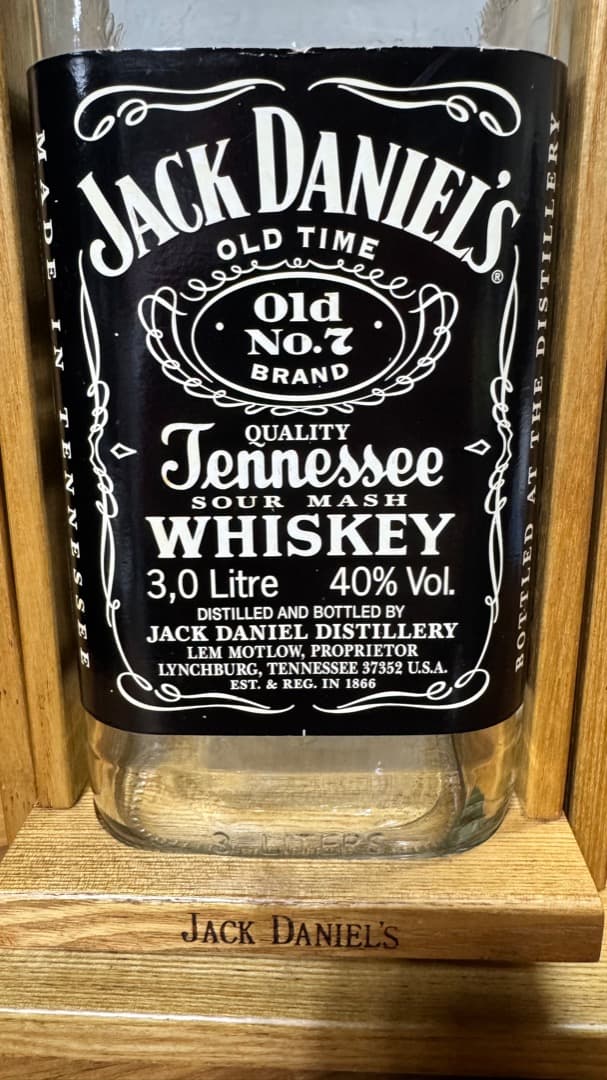 JACK DANIEL'S®
OLD TIME
Old
No.7
BRAND
QUALITY
Tennessee
SOUR MASH
WHISKEY
3,0 Litre 40% Vol.
DISTILLED AND BOTTLED BY
JACK DANIEL DISTILLERY
LEM MOTLOW, PROPRIETOR
LYNCHBURG, TENNESSEE 37352 U.S.A.
EST. & REG. IN 1866
MADE IN TENNESSEE
BOTTLED AT THE DISTILLERY
3 LITERS
JACK DANIEL'S